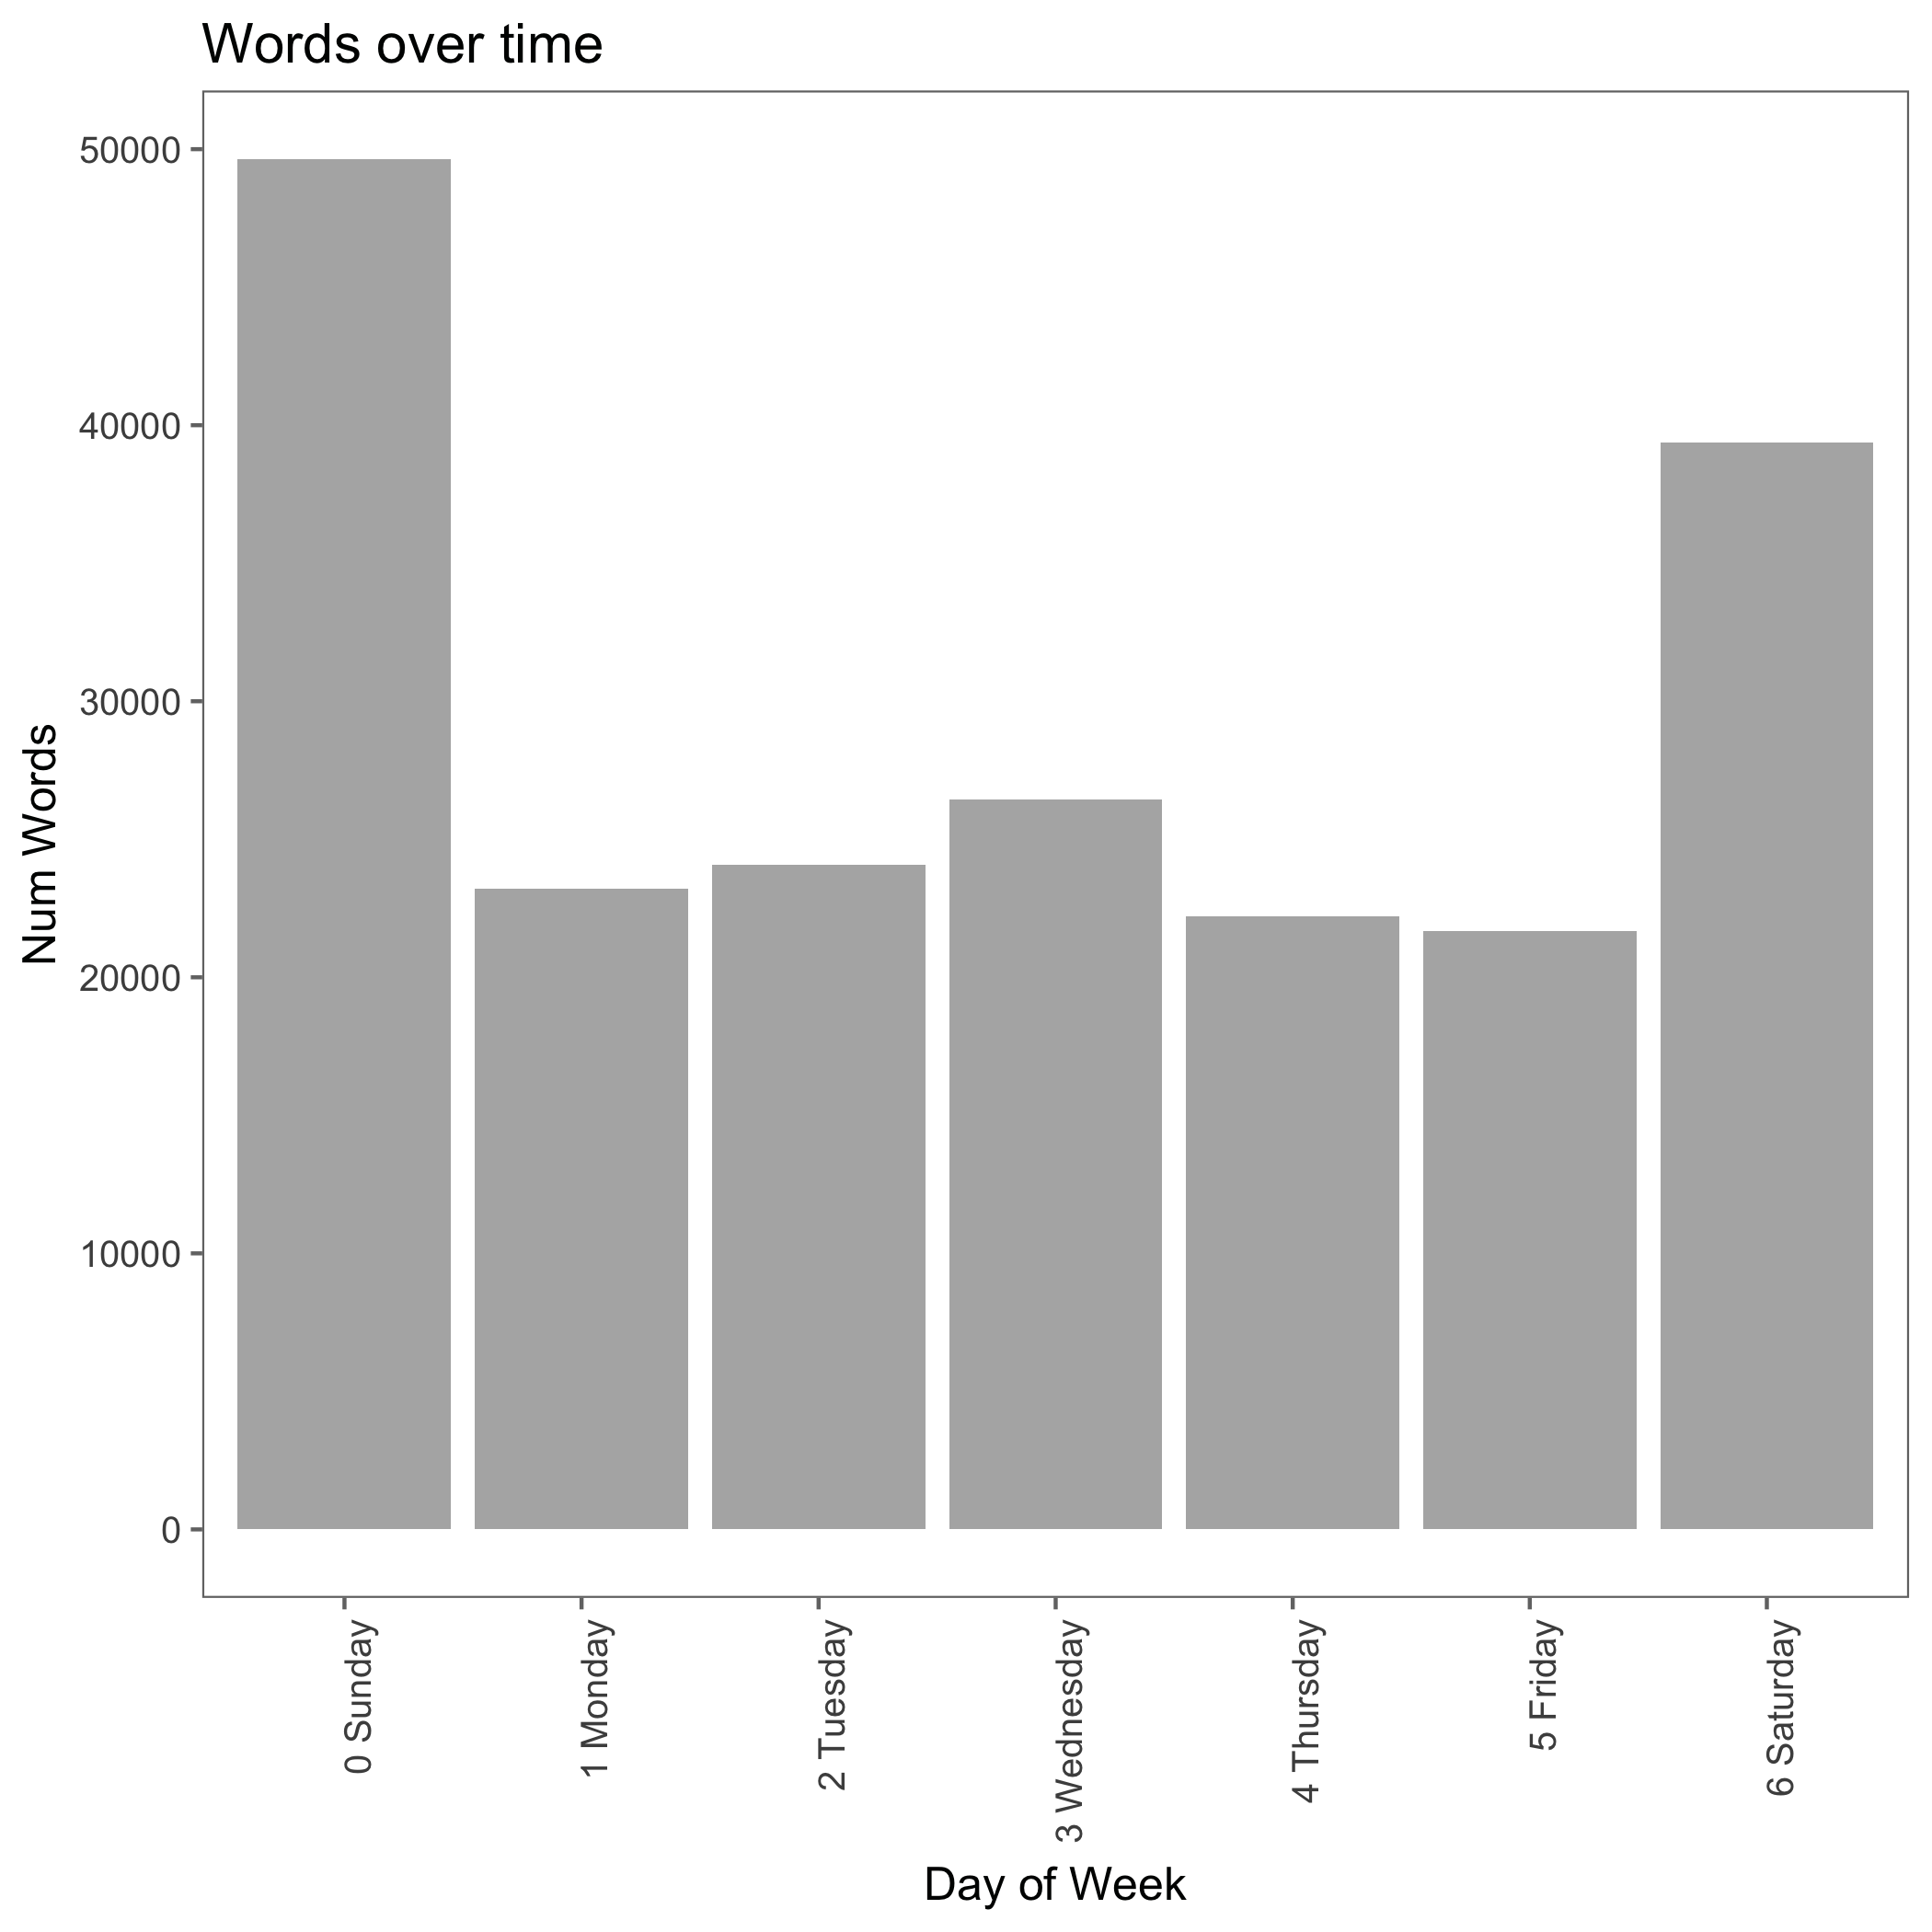 Words over time
Num Words
50000
40000
30000
20000
10000
0
0 Sunday
1 Monday
2 Tuesday
3 Wednesday
4 Thursday
5 Friday
6 Saturday
Day of Week